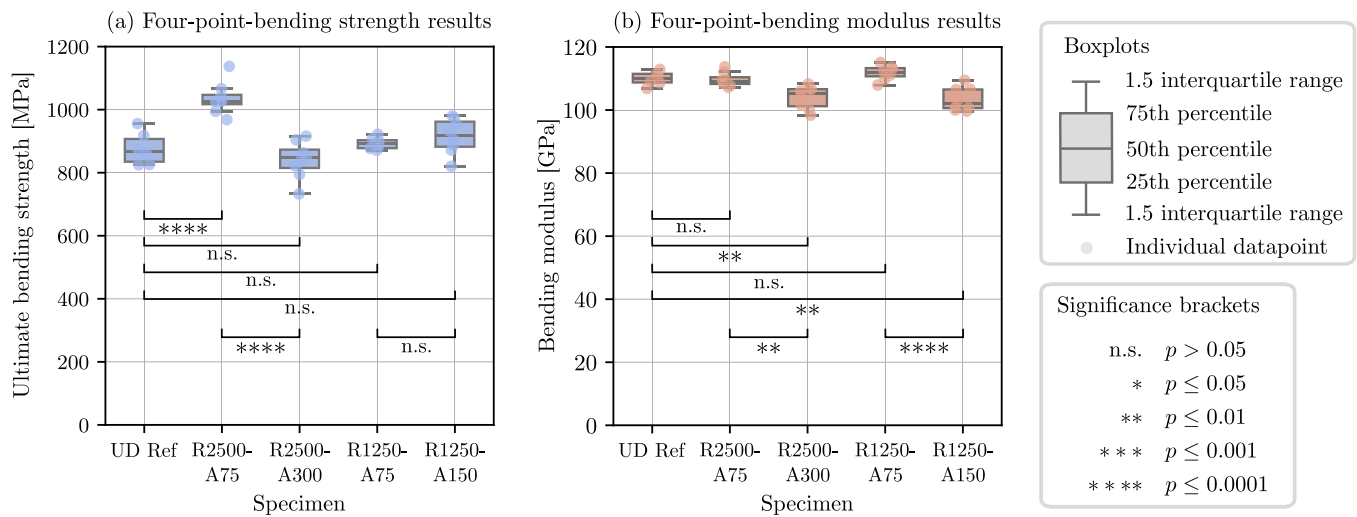 (a) Four-point-bending strength results
Ultimate bending strength [MPa]
1200
1000
800
600
400
200
0
****
n.s.
n.s.
n.s.
****
n.s.
UD Ref
R2500-
A75
R2500-
A300
R1250-
A75
R1250-
A150
Specimen
(b) Four-point-bending modulus results
Bending modulus [GPa]
120
100
80
60
40
20
0
n.s.
**
n.s.
**
**
****
UD Ref
R2500-
A75
R2500-
A300
R1250-
A75
R1250-
A150
Specimen
Boxplots
1.5 interquartile range
75th percentile
50th percentile
25th percentile
1.5 interquartile range
Individual datapoint
Significance brackets
n.s. p > 0.05
* p ≤ 0.05
** p ≤ 0.01
*** p ≤ 0.001
**** p ≤ 0.0001